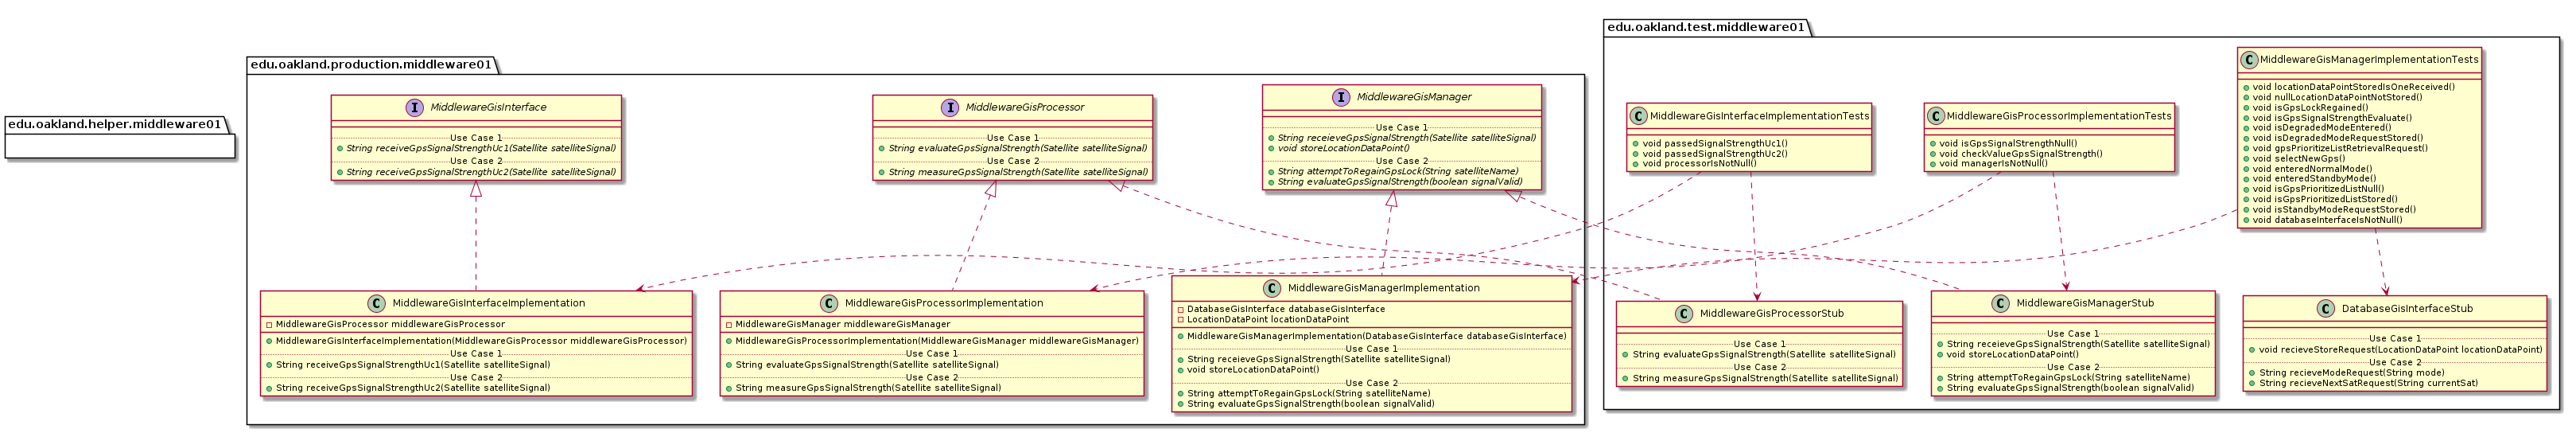 edu.oakland.helper.middleware01
edu.oakland.production.middleware01
I MiddlewareGisInterface
Use Case 1
String receiveGpsSignalStrengthUc1(Satellite satelliteSignal)
Use Case 2
String receiveGpsSignalStrengthUc2(Satellite satelliteSignal)
I MiddlewareGisProcessor
Use Case 1
String evaluateGpsSignalStrength(Satellite satelliteSignal)
Use Case 2
String measureGpsSignalStrength(Satellite satelliteSignal)
I MiddlewareGisManager
Use Case 1
String receieveGpsSignalStrength(Satellite satelliteSignal)
void storeLocationDataPoint()
Use Case 2
String attemptToRegainGpsLock(String satelliteName)
String evaluateGpsSignalStrength(boolean signalValid)
C MiddlewareGisInterfaceImplementation
MiddlewareGisProcessor middlewareGisProcessor
MiddlewareGisInterfaceImplementation(MiddlewareGisProcessor middlewareGisProcessor)
Use Case 1
String receiveGpsSignalStrengthUc1(Satellite satelliteSignal)
Use Case 2
String receiveGpsSignalStrengthUc2(Satellite satelliteSignal)
C MiddlewareGisProcessorImplementation
MiddlewareGisManager middlewareGisManager
MiddlewareGisProcessorImplementation(MiddlewareGisManager middlewareGisManager)
Use Case 1
String evaluateGpsSignalStrength(Satellite satelliteSignal)
Use Case 2
String measureGpsSignalStrength(Satellite satelliteSignal)
C MiddlewareGisManagerImplementation
DatabaseGisInterface databaseGisInterface
LocationDataPoint locationDataPoint
MiddlewareGisManagerImplementation(DatabaseGisInterface databaseGisInterface)
Use Case 1
String receieveGpsSignalStrength(Satellite satelliteSignal)
void storeLocationDataPoint()
Use Case 2
String attemptToRegainGpsLock(String satelliteName)
String evaluateGpsSignalStrength(boolean signalValid)
edu.oakland.test.middleware01
C MiddlewareGisInterfaceImplementationTests
void passedSignalStrengthUc1()
void passedSignalStrengthUc2()
void processorIsNotNull()
C MiddlewareGisProcessorImplementationTests
void isGpsSignalStrengthNull()
void checkValueGpsSignalStrength()
void managerIsNotNull()
C MiddlewareGisManagerImplementationTests
void locationDataPointStoredIsOneReceived()
void nullLocationDataPointNotStored()
void isGpsLockRegained()
void isGpsSignalStrengthEvaluate()
void isDegradedModeEntered()
void isDegradedModeRequestStored()
void gpsPrioritizeListRetrievalRequest()
void selectNewGps()
void enteredNormalMode()
void enteredStandbyMode()
void isGpsPrioritizedListNull()
void isGpsPrioritizedListStored()
void isStandbyModeRequestStored()
void databaseInterfaceIsNotNull()
C MiddlewareGisProcessorStub
Use Case 1
String evaluateGpsSignalStrength(Satellite satelliteSignal)
Use Case 2
String measureGpsSignalStrength(Satellite satelliteSignal)
C MiddlewareGisManagerStub
Use Case 1
String receieveGpsSignalStrength(Satellite satelliteSignal)
void storeLocationDataPoint()
Use Case 2
String attemptToRegainGpsLock(String satelliteName)
String evaluateGpsSignalStrength(boolean signalValid)
C DatabaseGisInterfaceStub
Use Case 1
void recieveStoreRequest(LocationDataPoint locationDataPoint)
Use Case 2
String recieveModeRequest(String mode)
String recieveNextSatRequest(String currentSat)